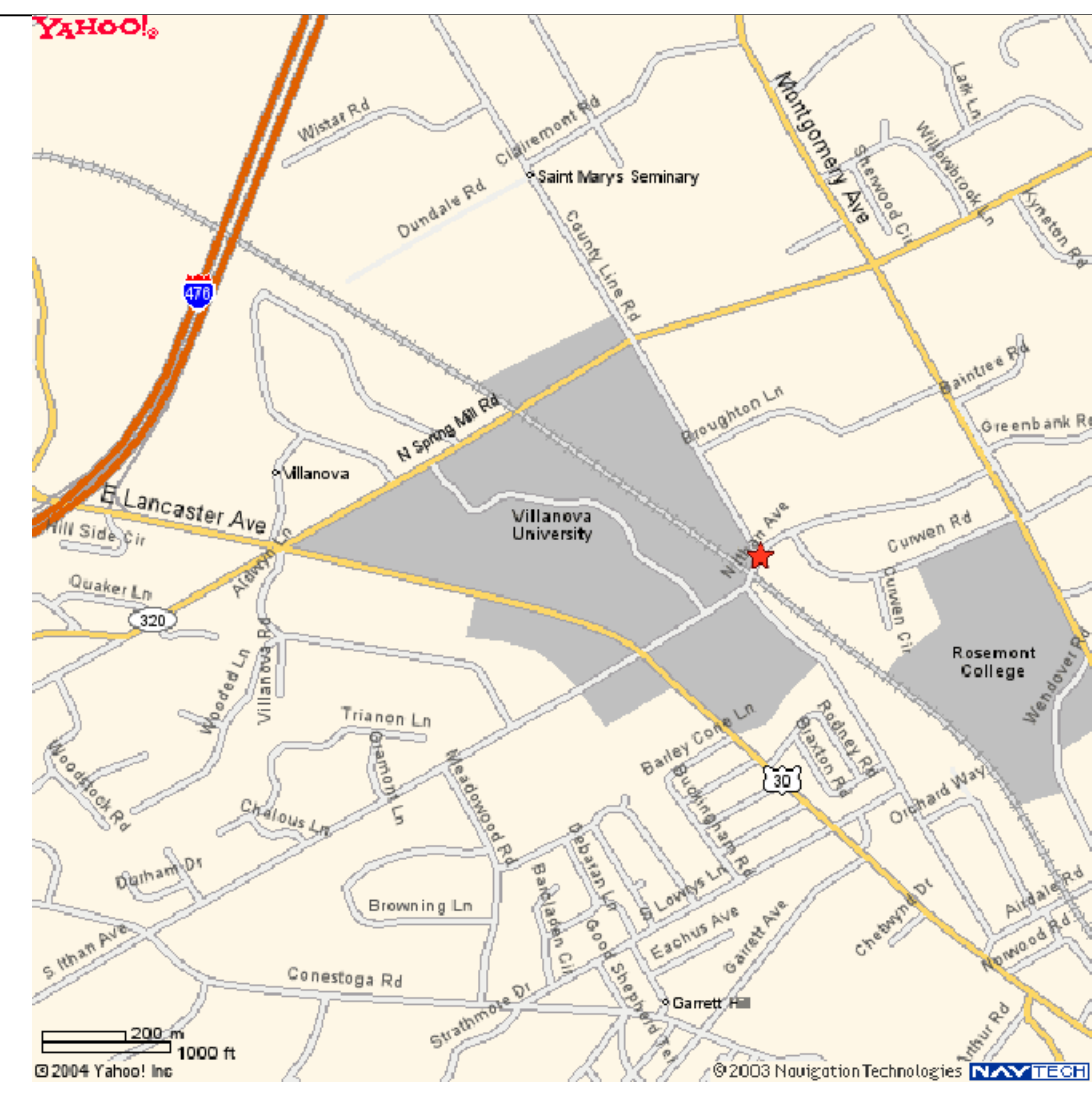 YAHOO!
Wistar Rd
Clairemont Rd
Montgomery Ave
Lark Ln
Willowbrook Ln
Sherwood Cir
Kynston Rd
Saint Mary's Seminary
Dundale Rd
County Line Rd
476
Baintree Rd
Broughton Ln
Greenbank Rd
N Spring Mill Rd
Villanova
E Lancaster Ave
Hill Side Cir
Aldwyn Ln
Villanova
University
N Ithan Ave
Curwen Rd
Curwen Cir
Quaker Ln
320
Rosemont
College
Wendover Rd
Wooded Ln
Villanova Rd
Trianon Ln
Gramont Ln
Barley Cone Ln
Rodney Rd
Braxton Rd
30
Woodstock Rd
Chalous Ln
Meadowood Rd
Buckingham Rd
Orchard Way
Debaran Ln
Durham Dr
Browning Ln
Barcladen Cir
Lowrys Ln
Airdale Rd
Eachus Ave
Garrett Ave
Chetwynd Dr
Norwood Rd
S Ithan Ave
Conestoga Rd
Good Shepherd Ter
Strathmore Dr
Garrett Hill
Arthur Rd
200 m
1000 ft
©2004 Yahoo! Inc
©2003 Navigation Technologies
NAVTECH